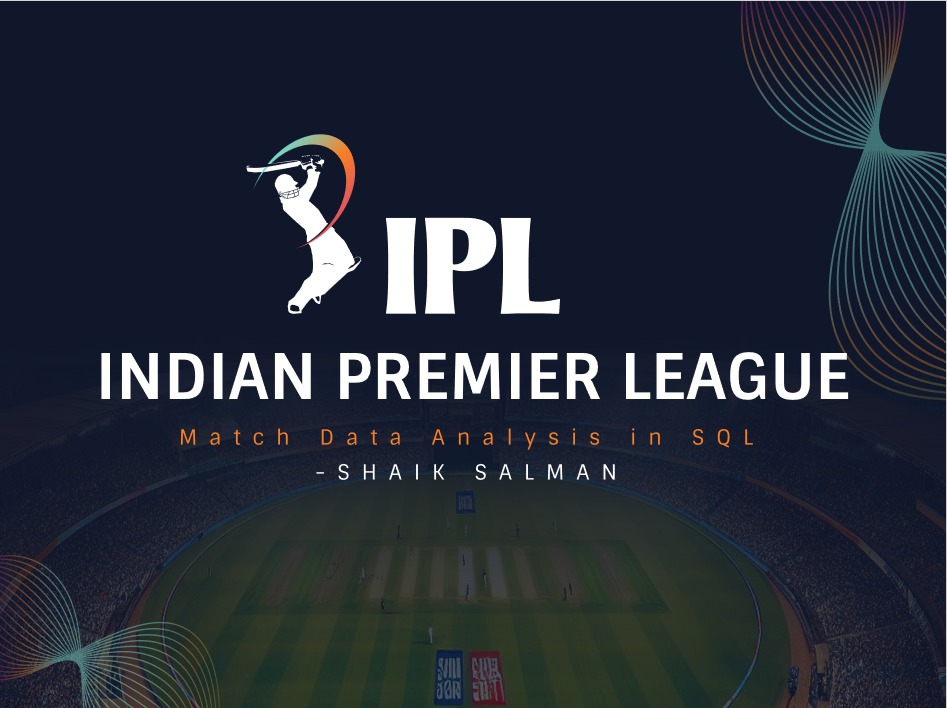 IPL
INDIAN PREMIER LEAGUE
Match Data Analysis in SQL
-SHAIK SALMAN